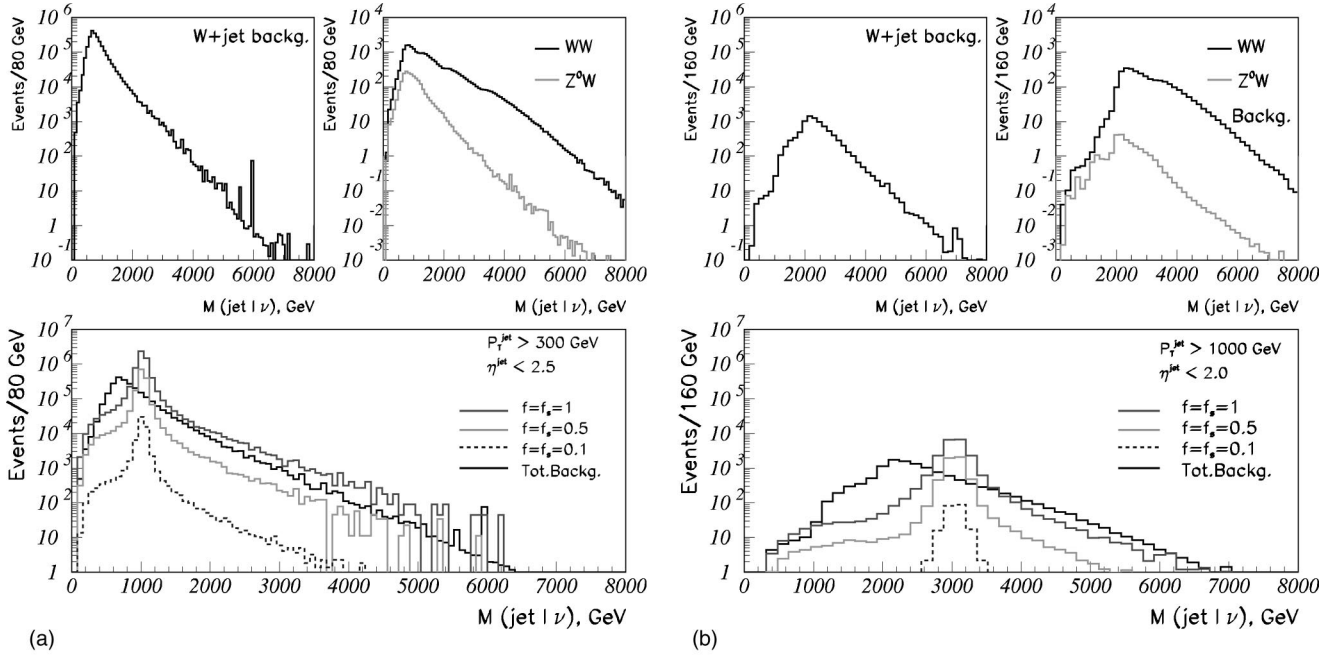 Events/80 GeV
10^6
10^5
10^4
10^3
10^2
10
1
10^-1
W+jet backg.
0 2000 4000 6000 8000
M (jet l ν), GeV
Events/80 GeV
10^4
10^3
10^2
10
1
10^-1
10^-2
10^-3
WW
Z⁰W
0 2000 4000 6000 8000
M (jet l ν), GeV
Events/80 GeV
10^7
10^6
10^5
10^4
10^3
10^2
10
1
P_T^jet > 300 GeV
η^jet < 2.5
f=f_s=1
f=f_s=0.5
f=f_s=0.1
Tot.Backg.
0 1000 2000 3000 4000 5000 6000 7000 8000
M (jet l ν), GeV
(a)
Events/160 GeV
10^6
10^5
10^4
10^3
10^2
10
1
10^-1
W+jet backg.
0 2000 4000 6000 8000
M (jet l ν), GeV
Events/160 GeV
10^4
10^3
10^2
10
1
10^-1
10^-2
10^-3
WW
Z⁰W
Backg.
0 2000 4000 6000 8000
M (jet l ν), GeV
Events/160 GeV
10^7
10^6
10^5
10^4
10^3
10^2
10
1
P_T^jet > 1000 GeV
η^jet < 2.0
f=f_s=1
f=f_s=0.5
f=f_s=0.1
Tot.Backg.
0 1000 2000 3000 4000 5000 6000 7000 8000
M (jet l ν), GeV
(b)